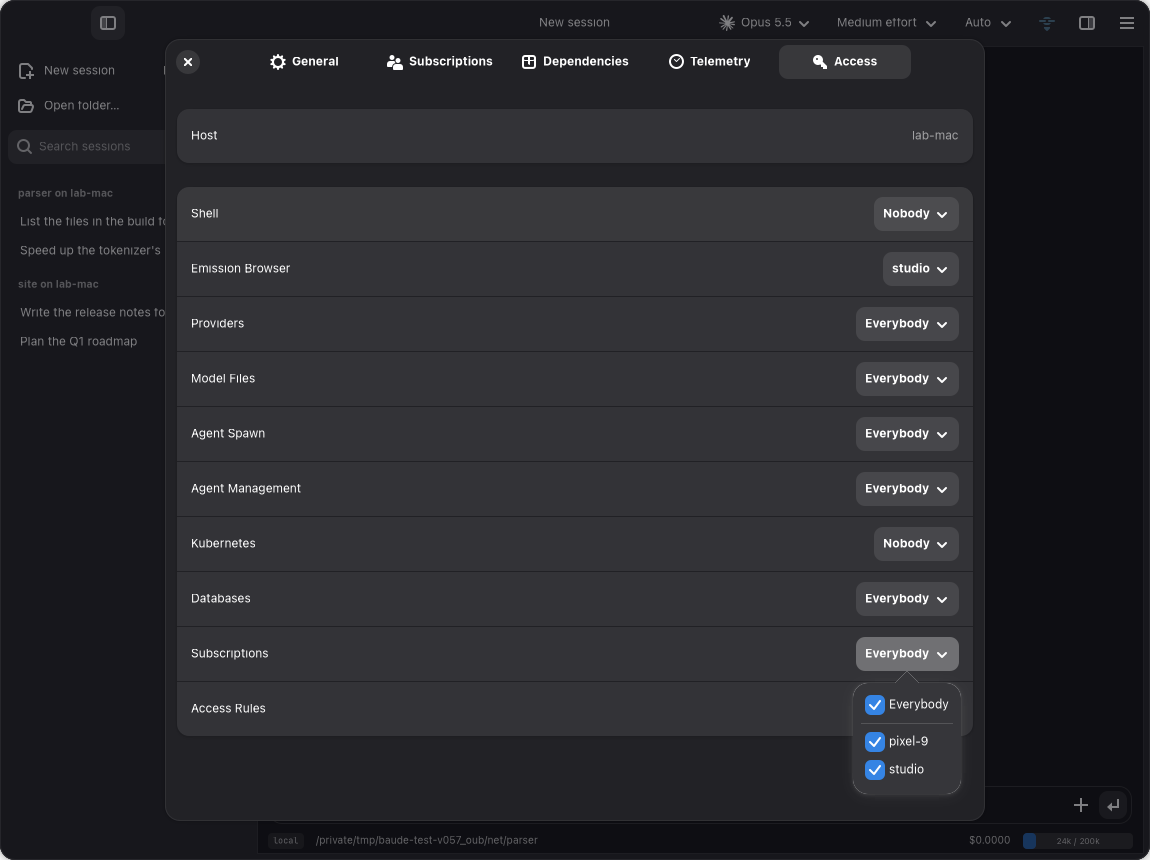 New session
Opus 5.5
Medium effort
Auto
New session
Open folder...
Search sessions
parser on lab-mac
List the files in the build
Speed up the tokenizer's
site on lab-mac
Write the release notes
Plan the Q1 roadmap
General
Subscriptions
Dependencies
Telemetry
Access
Host
lab-mac
Shell
Nobody
Emission Browser
studio
Providers
Everybody
Model Files
Everybody
Agent Spawn
Everybody
Agent Management
Everybody
Kubernetes
Nobody
Databases
Everybody
Subscriptions
Everybody
Access Rules
Everybody
pixel-9
studio
local
/private/tmp/baude-test-v057_oub/net/parser
$0.0000
24k / 200k